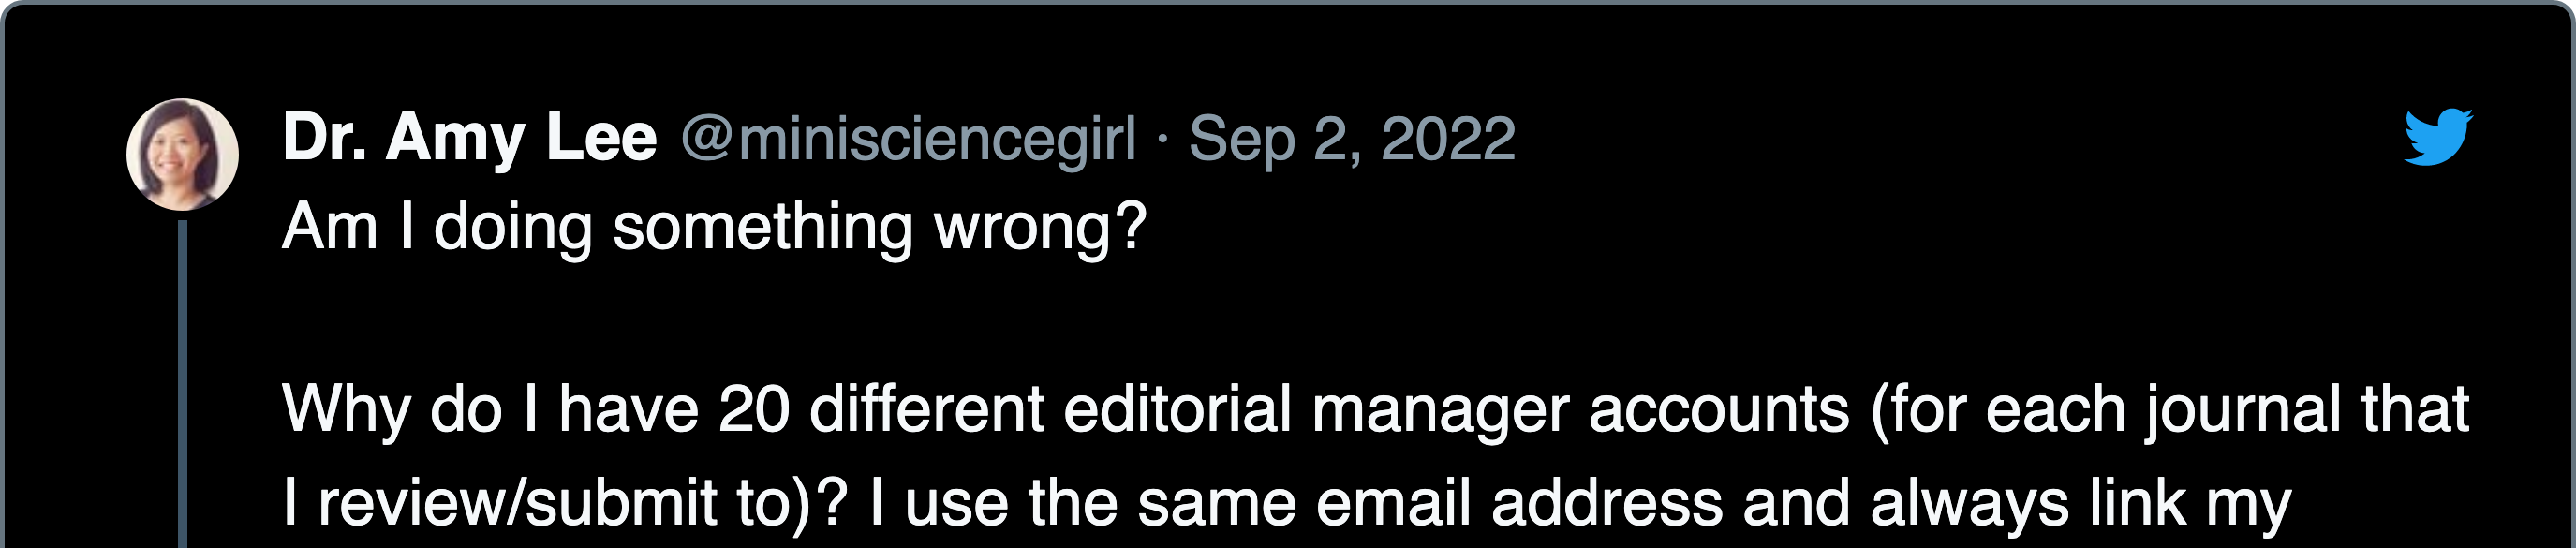 Dr. Amy Lee @minisciencegirl · Sep 2, 2022
Am I doing something wrong?
Why do I have 20 different editorial manager accounts (for each journal that
I review/submit to)? I use the same email address and always link my